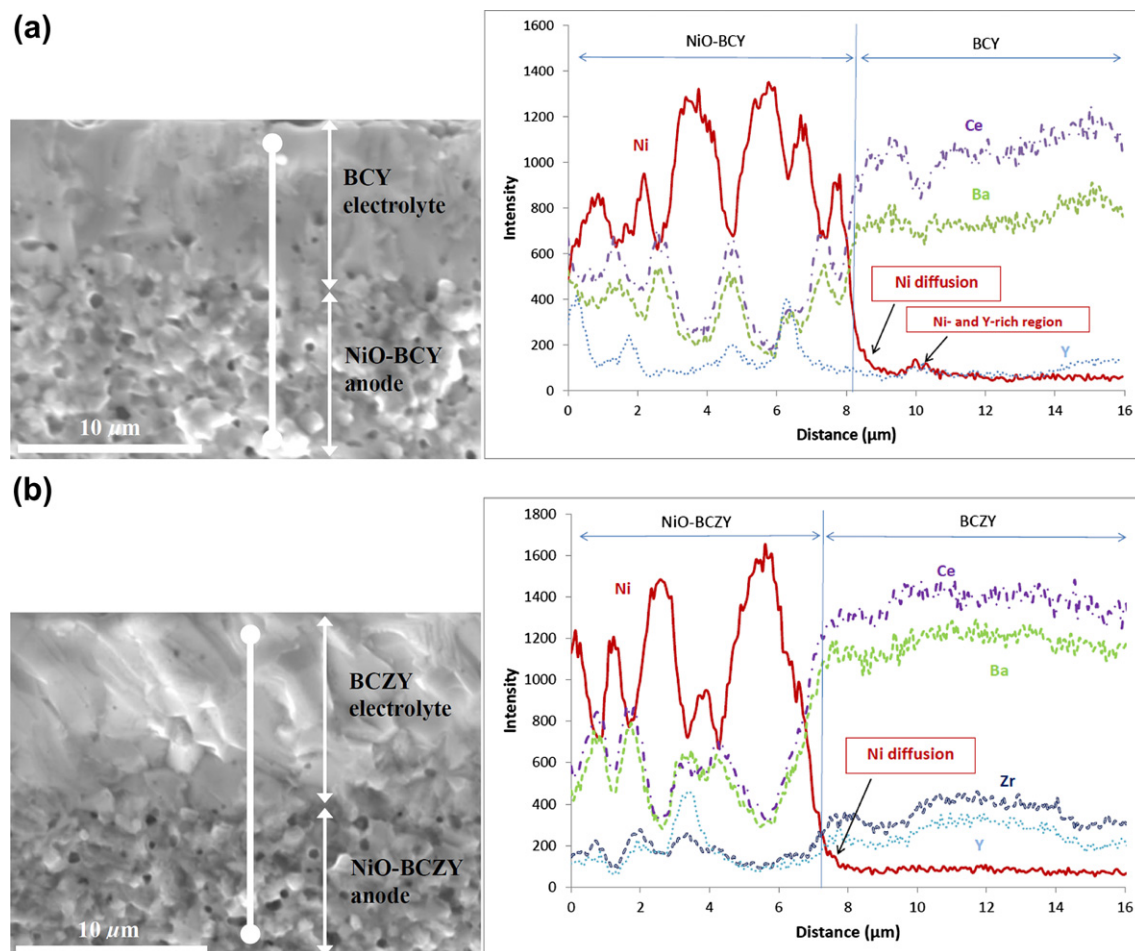 (a)
BCY
electrolyte
NiO-BCY
anode
10 µm
1600
1400
1200
1000
800
600
400
200
0
Intensity
NiO-BCY
BCY
Ni
Ce
Ba
Ni diffusion
Ni- and Y-rich region
Y
0 2 4 6 8 10 12 14 16
Distance (µm)
(b)
BCZY
electrolyte
NiO-BCZY
anode
10 µm
1800
1600
1400
1200
1000
800
600
400
200
0
Intensity
NiO-BCZY
BCZY
Ni
Ce
Ba
Ni diffusion
Zr
Y
0 2 4 6 8 10 12 14 16
Distance (µm)